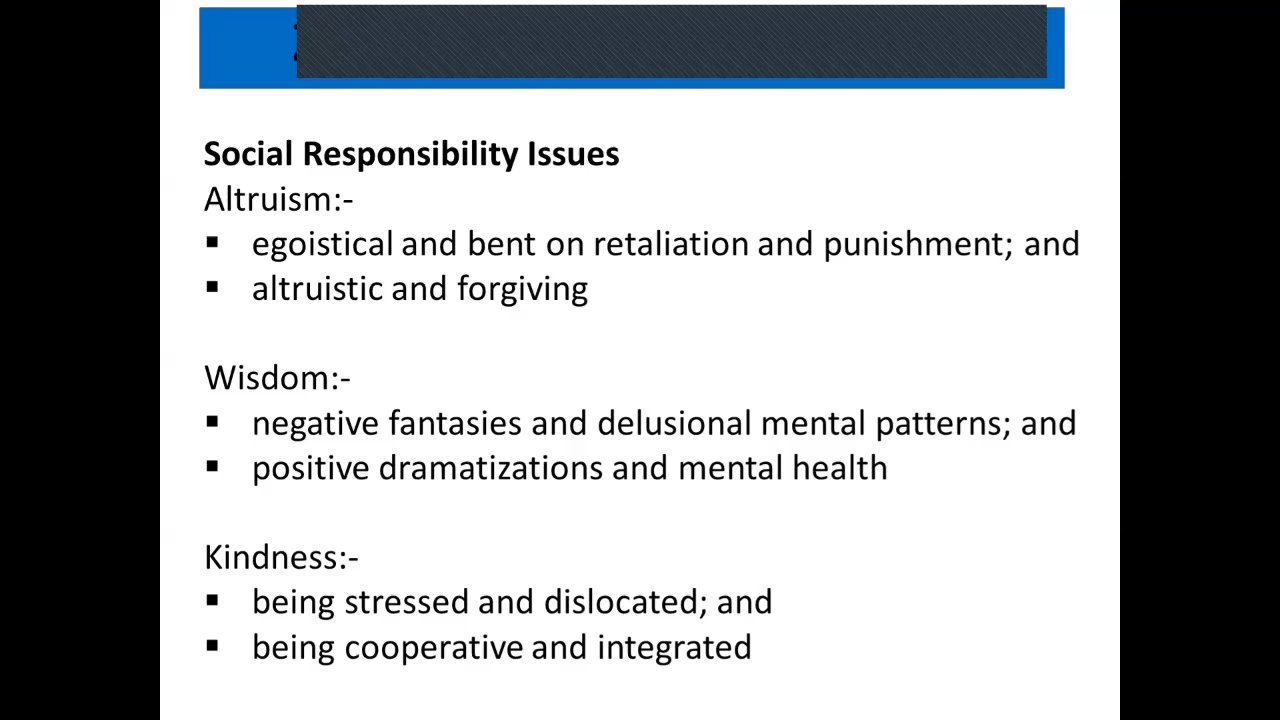 Social Responsibility Issues
Altruism:-
▪ egoistical and bent on retaliation and punishment; and
▪ altruistic and forgiving
Wisdom:-
▪ negative fantasies and delusional mental patterns; and
▪ positive dramatizations and mental health
Kindness:-
▪ being stressed and dislocated; and
▪ being cooperative and integrated